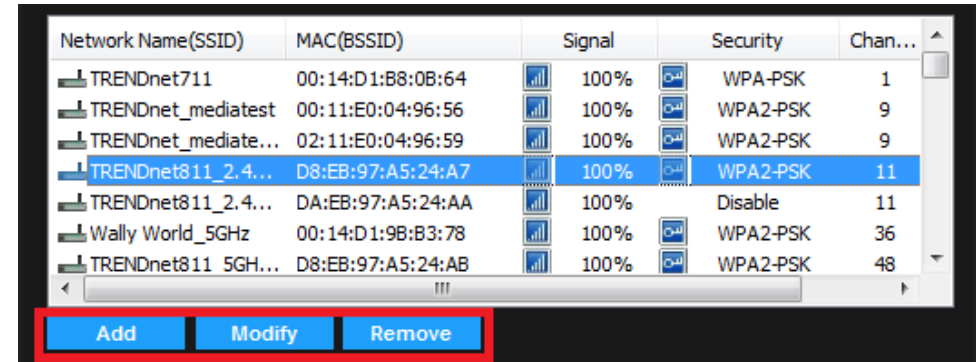 Network Name(SSID) MAC(BSSID) Signal Security Chan...
TRENDnet711 00:14:D1:B8:0B:64 100% WPA-PSK 1
TRENDnet_mediatest 00:11:E0:04:96:56 100% WPA2-PSK 9
TRENDnet_mediate... 02:11:E0:04:96:59 100% WPA2-PSK 9
TRENDnet811_2.4... D8:EB:97:A5:24:A7 100% WPA2-PSK 11
TRENDnet811_2.4... DA:EB:97:A5:24:AA 100% Disable 11
Wally World_5GHz 00:14:D1:9B:B3:78 100% WPA2-PSK 36
TRENDnet811_5GH... D8:EB:97:A5:24:AB 100% WPA2-PSK 48
Add Modify Remove